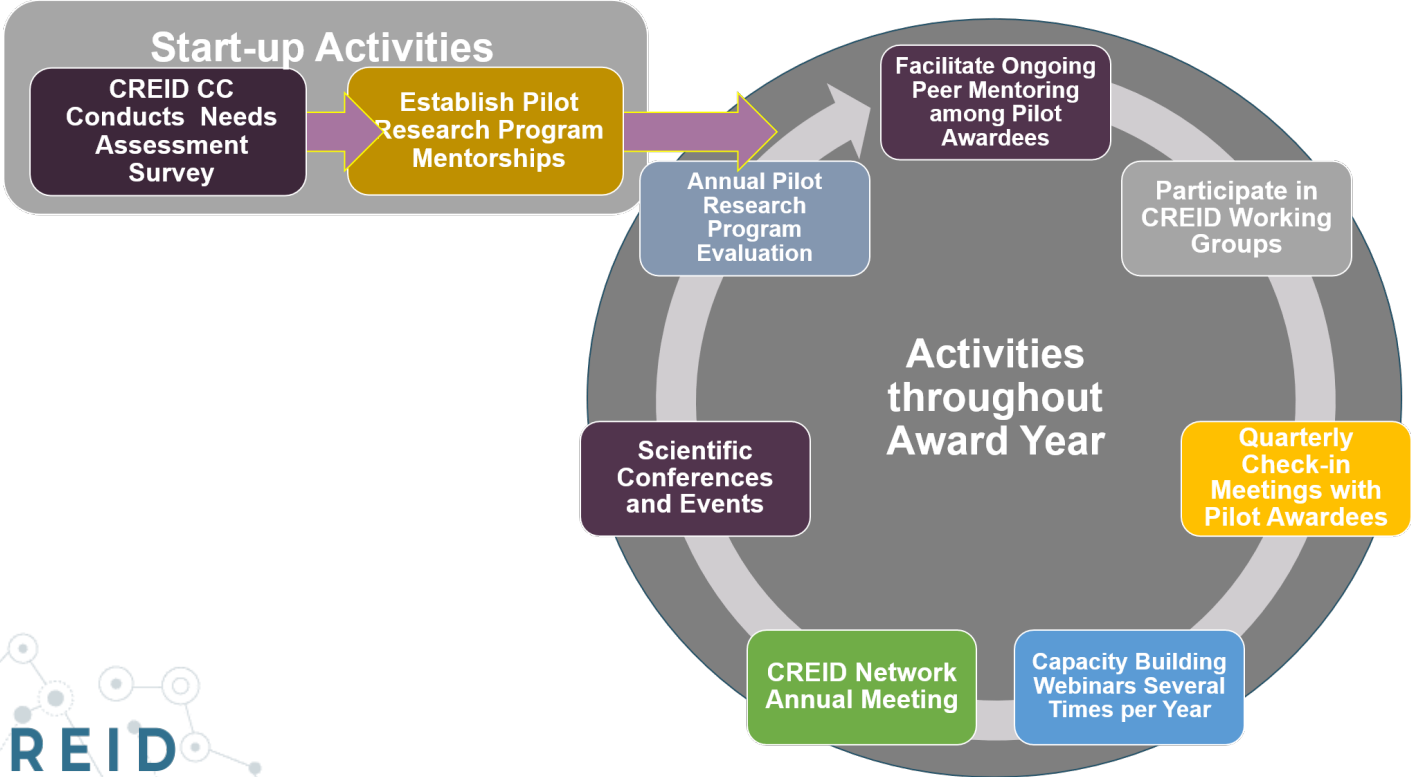 Start-up Activities
CREID CC
Conducts Needs
Assessment
Survey
Establish Pilot
Research Program
Mentorships
Facilitate Ongoing
Peer Mentoring
among Pilot
Awardees
Participate in
CREID Working
Groups
Quarterly
Check-in
Meetings with
Pilot Awardees
Capacity Building
Webinars Several
Times per Year
CREID Network
Annual Meeting
Scientific
Conferences
and Events
Annual Pilot
Research
Program
Evaluation
Activities
throughout
Award Year
REID